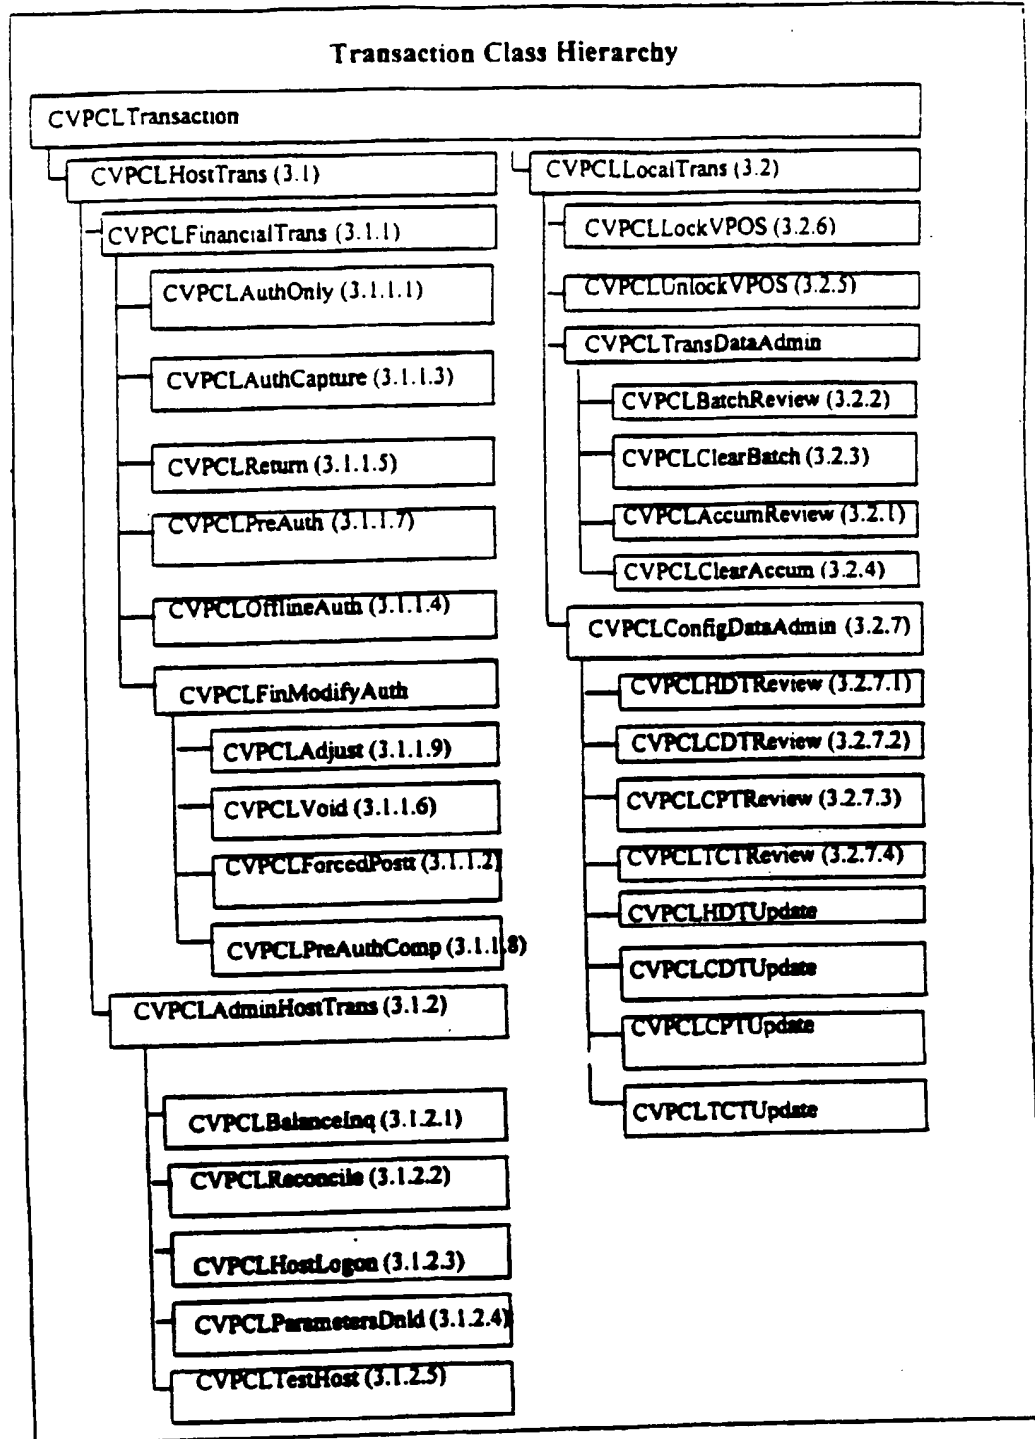 Transaction Class Hierarchy
CVPCLTransaction
CVPCLHostTrans (3.1)
CVPCLFinancialTrans (3.1.1)
CVPCLAuthOnly (3.1.1.1)
CVPCLAuthCapture (3.1.1.3)
CVPCLReturn (3.1.1.5)
CVPCLPreAuth (3.1.1.7)
CVPCLOfflineAuth (3.1.1.4)
CVPCLFinModifyAuth
CVPCLAdjust (3.1.1.9)
CVPCLVoid (3.1.1.6)
CVPCLForcedPostt (3.1.1.2)
CVPCLPreAuthComp (3.1.1.8)
CVPCLAdminHostTrans (3.1.2)
CVPCLBalanceInq (3.1.2.1)
CVPCLReconcile (3.1.2.2)
CVPCLHostLogon (3.1.2.3)
CVPCLParametersDnld (3.1.2.4)
CVPCLTestHost (3.1.2.5)
CVPCLLocalTrans (3.2)
CVPCLLockVPOS (3.2.6)
CVPCLUnlockVPOS (3.2.5)
CVPCLTransDataAdmin
CVPCLBatchReview (3.2.2)
CVPCLClearBatch (3.2.3)
CVPCLAccumReview (3.2.1)
CVPCLClearAccum (3.2.4)
CVPCLConfigDataAdmin (3.2.7)
CVPCLHDTReview (3.2.7.1)
CVPCLCDTReview (3.2.7.2)
CVPCLCPTReview (3.2.7.3)
CVPCLTCTReview (3.2.7.4)
CVPCLHDTUpdate
CVPCLCDTUpdate
CVPCLCPTUpdate
CVPCLTCTUpdate